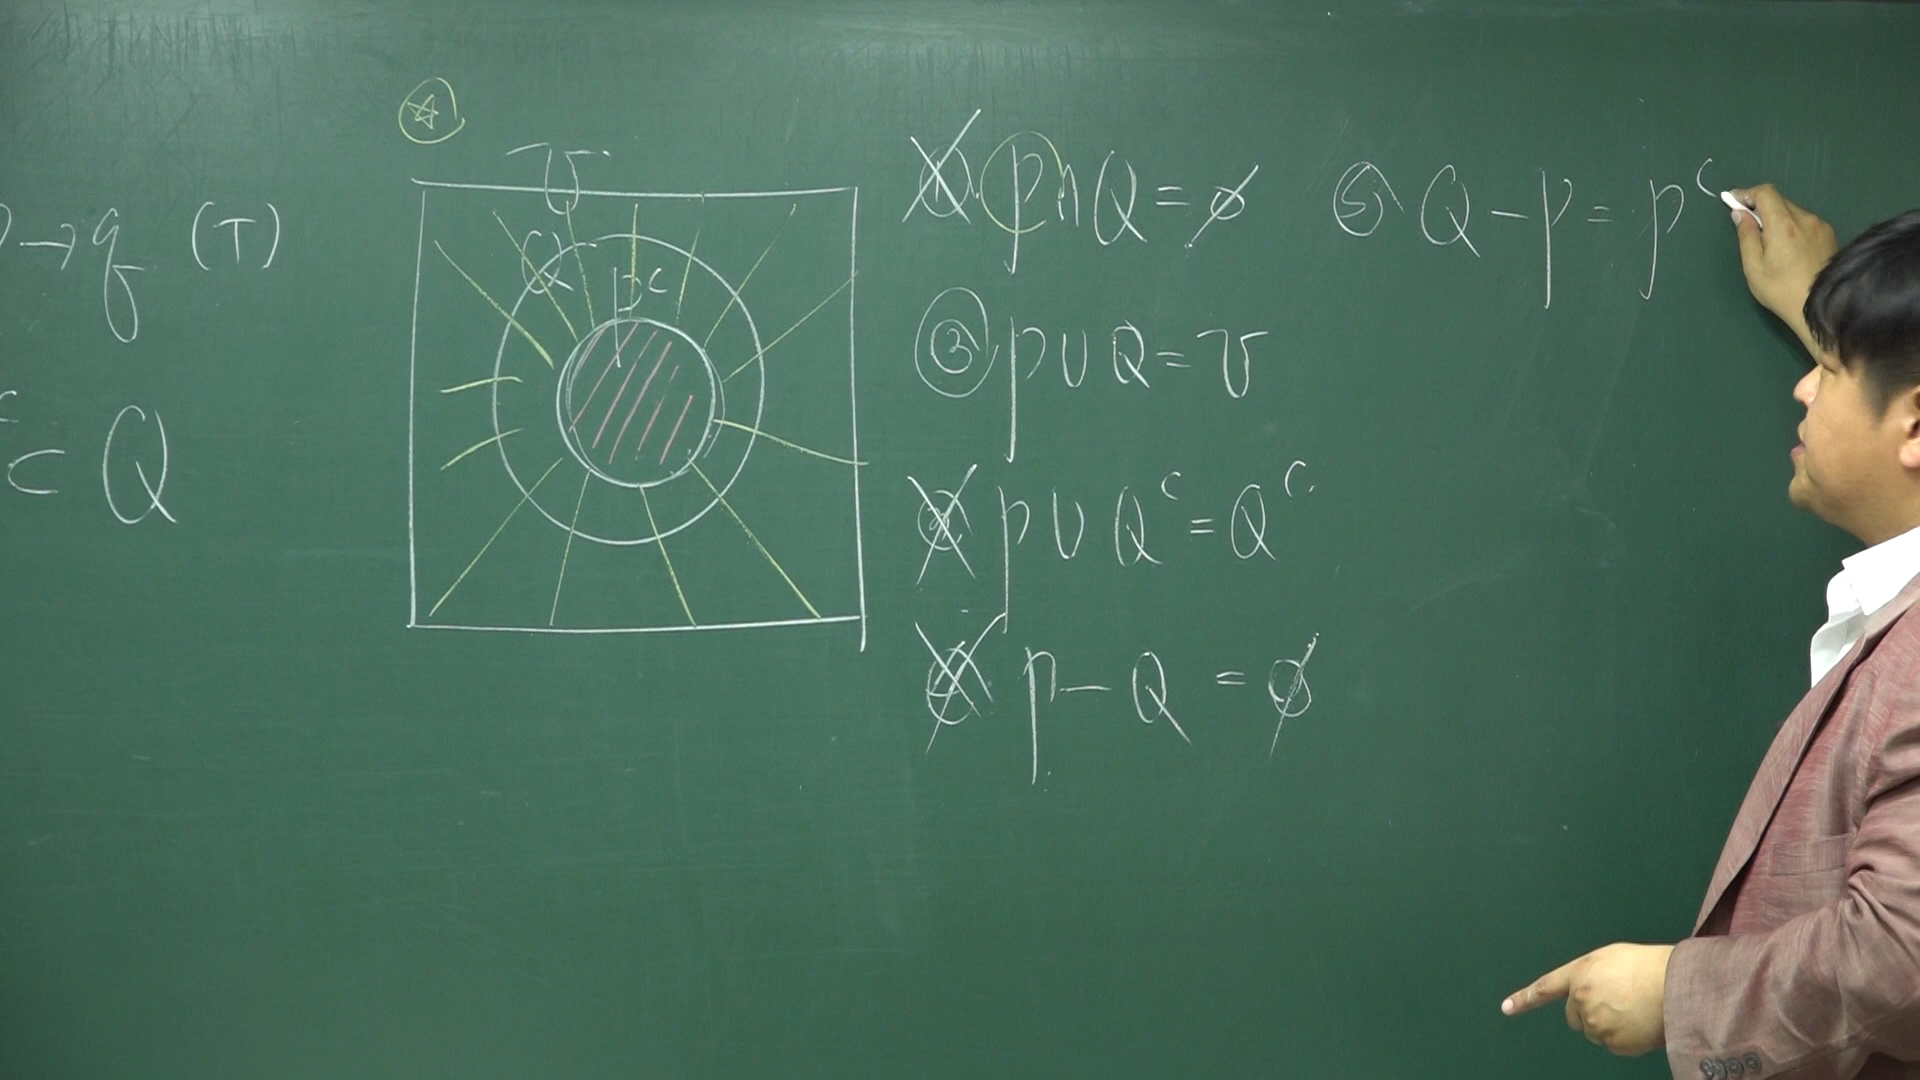 → q (T)
c
⊂ Q
☆
U
Q
Pᶜ
① P∩Q=∅
② P∪Q=U
③ P∪Qᶜ=Qᶜ
④ P-Q=∅
⑤ Q-P=Pᶜ